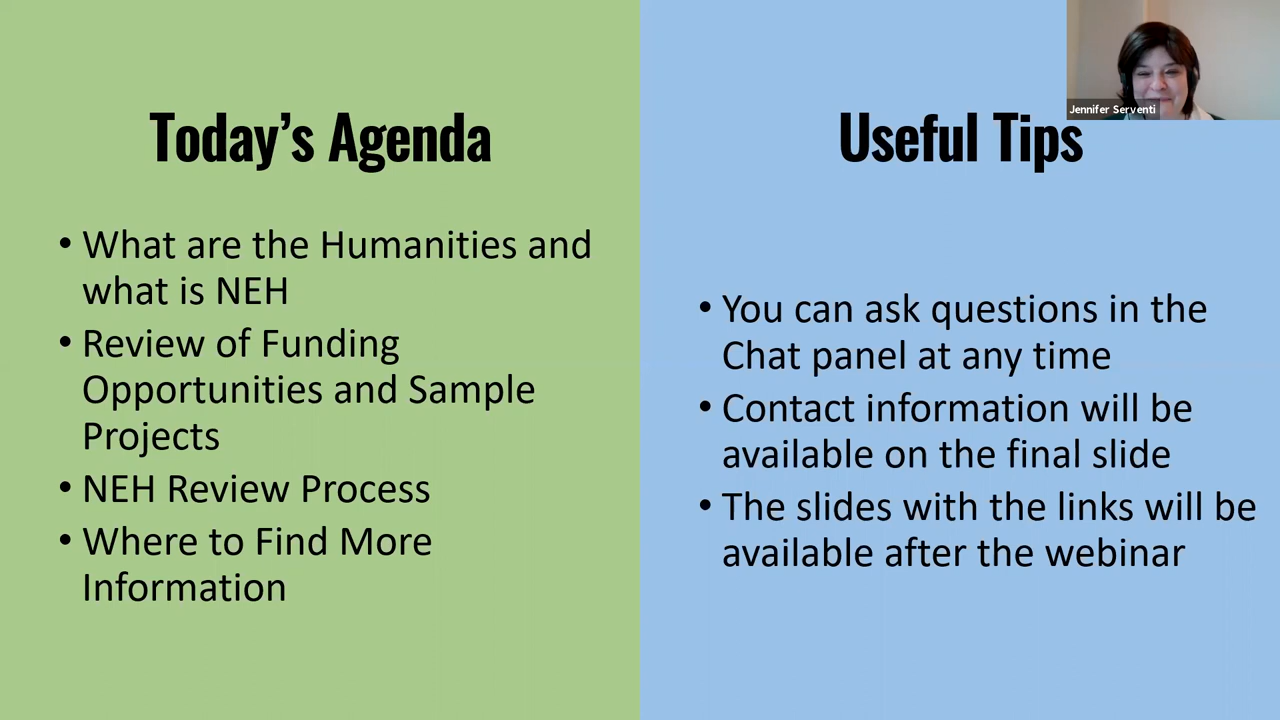 Today's Agenda
• What are the Humanities and
what is NEH
• Review of Funding
Opportunities and Sample
Projects
• NEH Review Process
• Where to Find More
Information
Jennifer Serventi
Useful Tips
• You can ask questions in the
Chat panel at any time
• Contact information will be
available on the final slide
• The slides with the links will be
available after the webinar